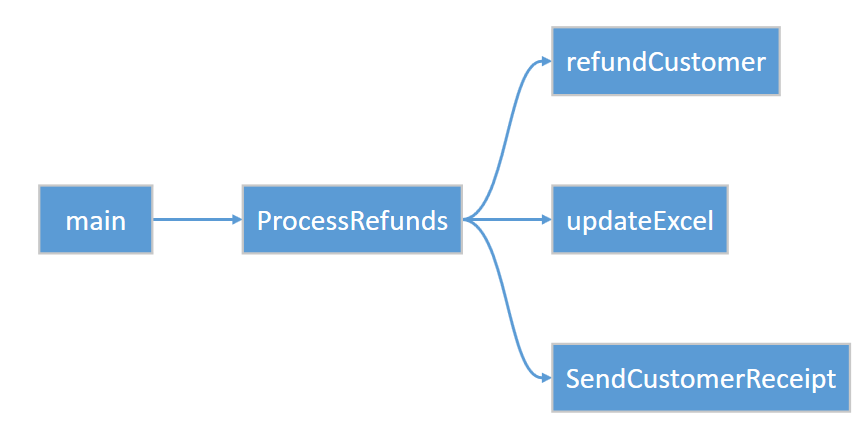 refundCustomer
main
ProcessRefunds
updateExcel
SendCustomerReceipt